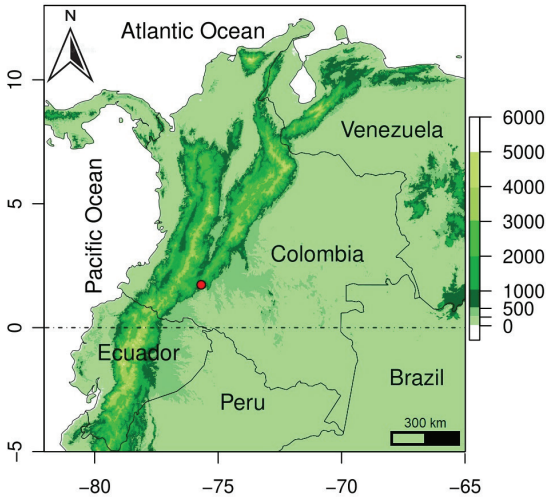 N
Atlantic Ocean
10
5
0
−5
Pacific Ocean
Venezuela
Colombia
Ecuador
Peru
Brazil
300 km
−80
−75
−70
−65
6000
5000
4000
3000
2000
1000
500
0